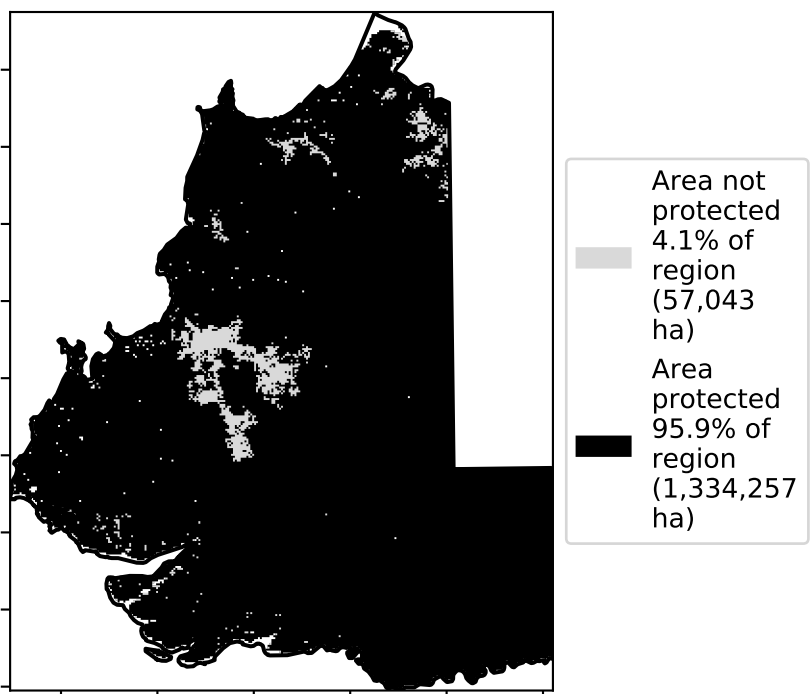 Area not
protected
4.1% of
region
(57,043
ha)
Area
protected
95.9% of
region
(1,334,257
ha)